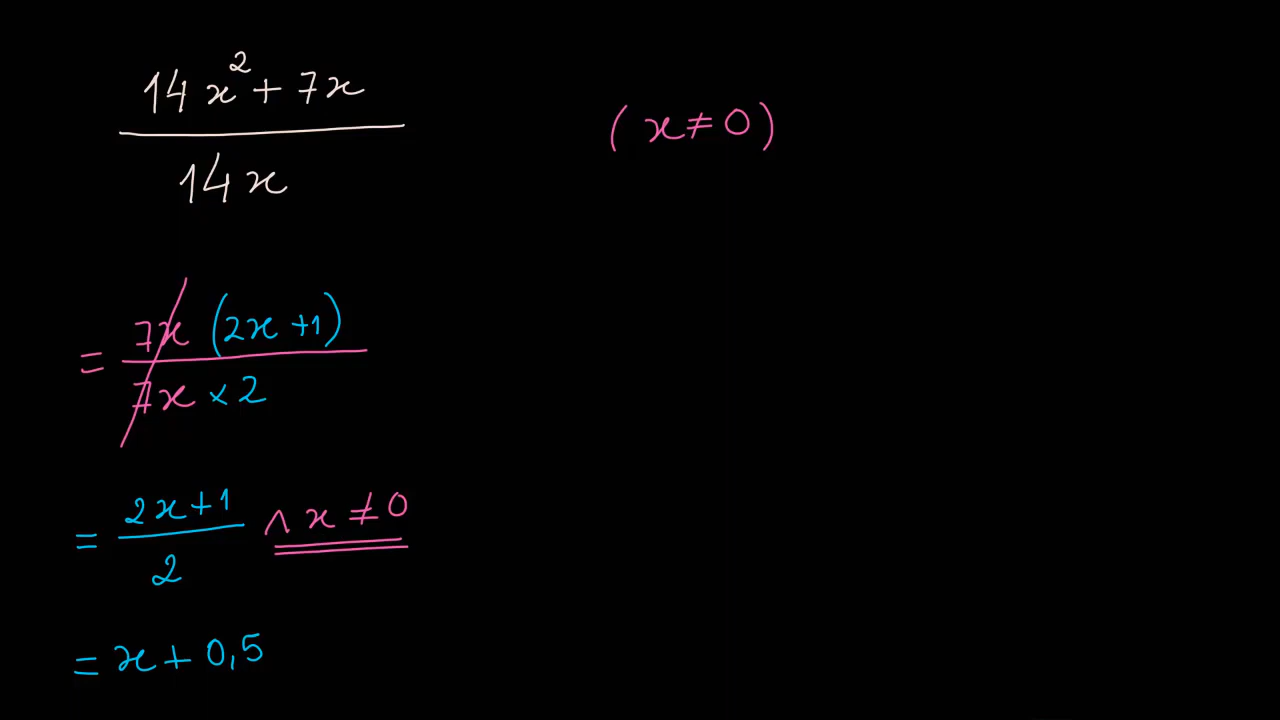 14x² + 7x
(x ≠ 0)
14x
= 7x (2x + 1)
7x × 2
= 2x + 1 ∧ x ≠ 0
2
= x + 0,5